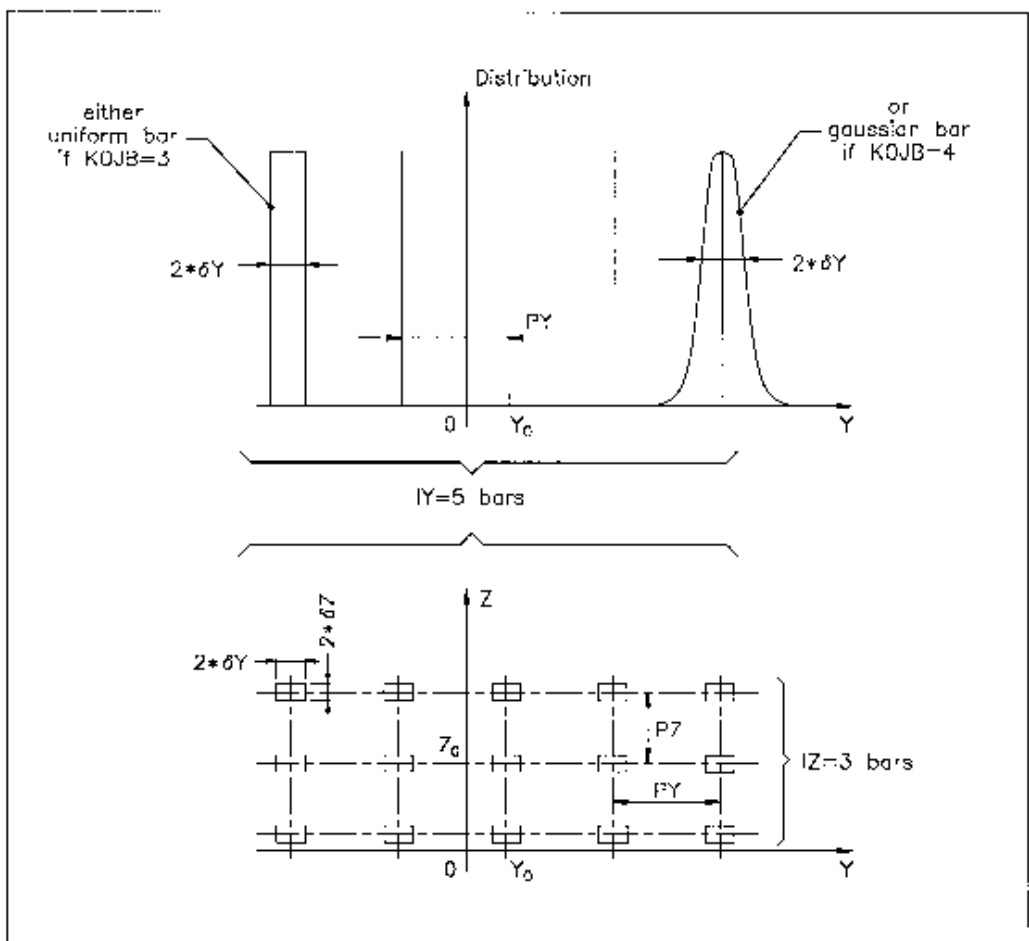 Distribution
either
uniform bar
if KOJB=3
or
gaussian bar
if KOJB=4
2*δY
2*δY
PY
0
Y₀
Y
IY=5 bars
Z
2*δZ
2*δY
PZ
Z₀
IZ=3 bars
PY
0
Y₀
Y